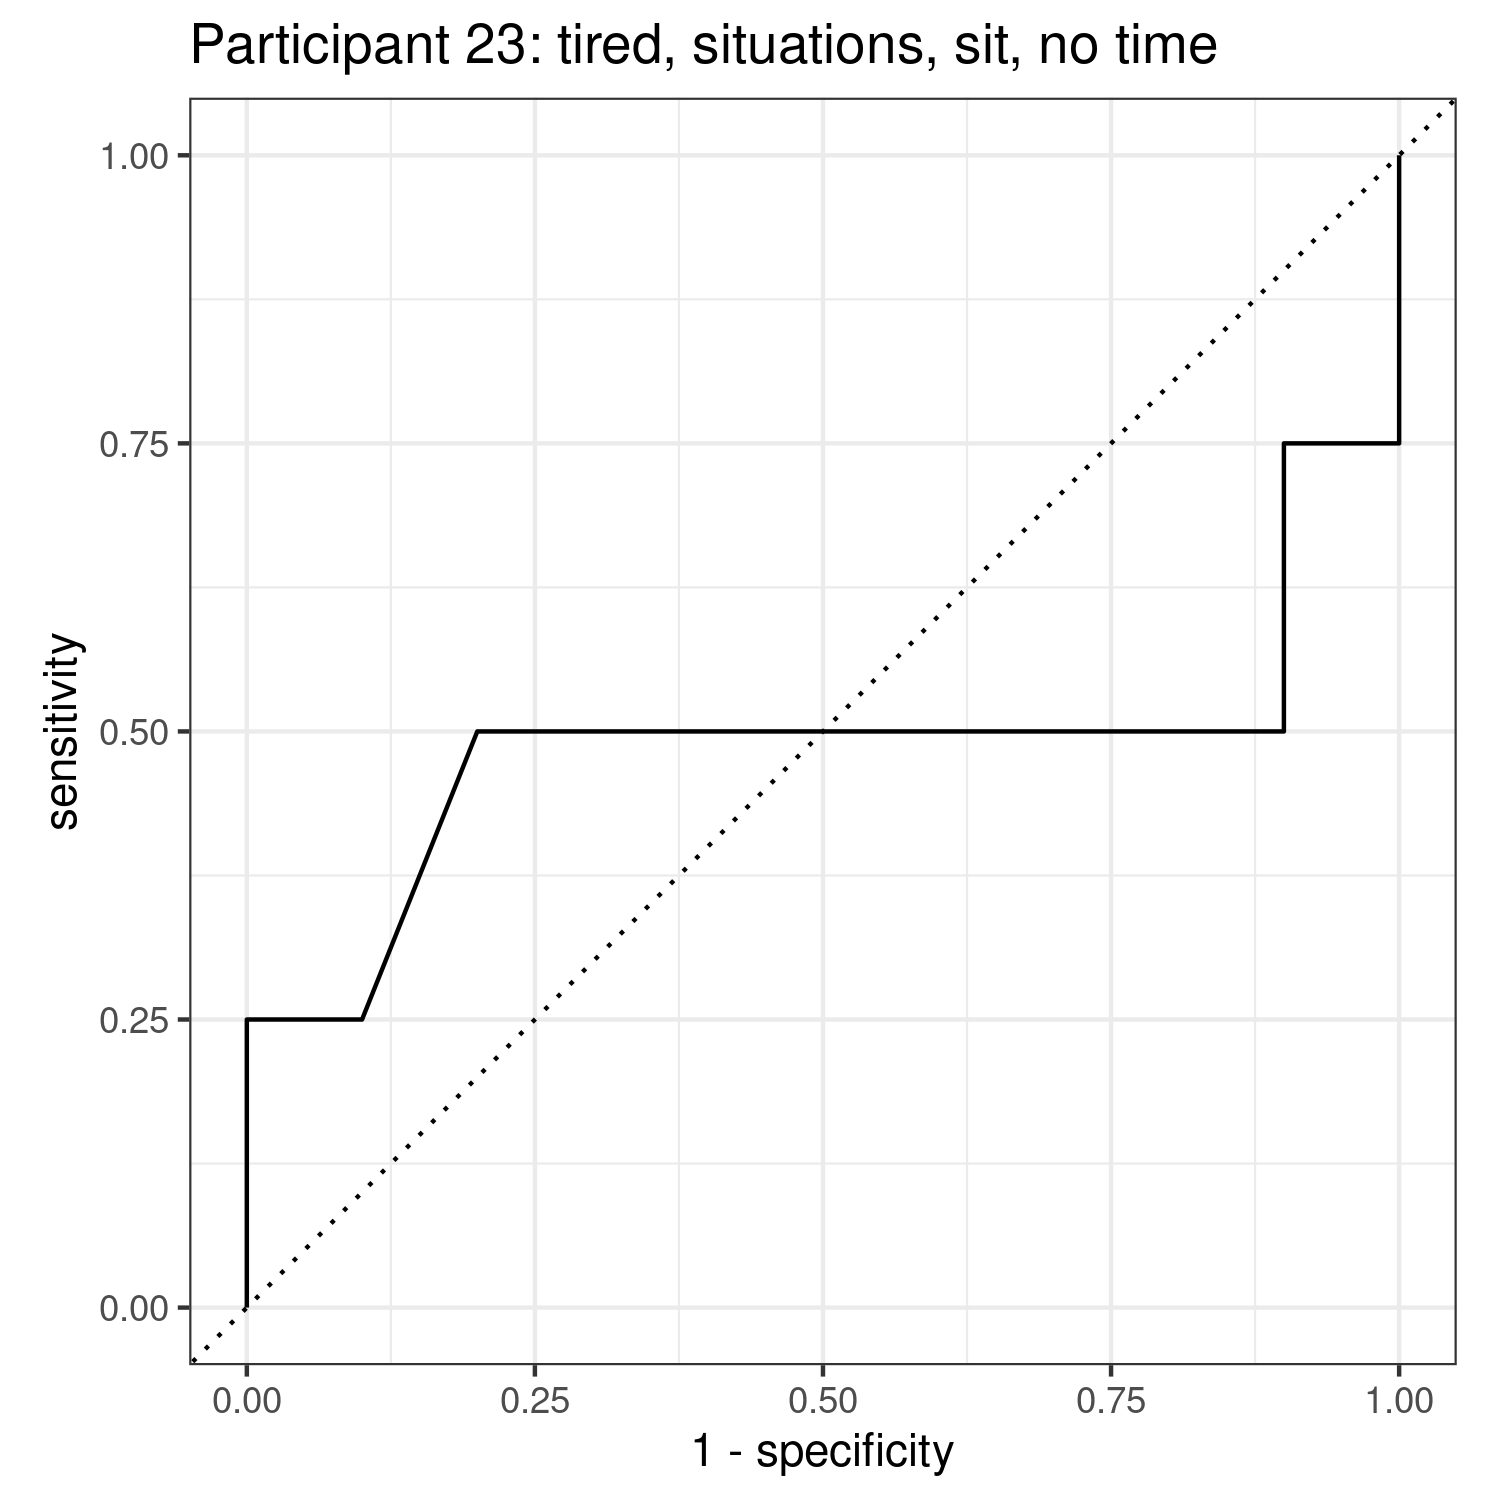 Participant 23: tired, situations, sit, no time
1.00
0.75
0.50
0.25
0.00
sensitivity
0.00 0.25 0.50 0.75 1.00
1 - specificity